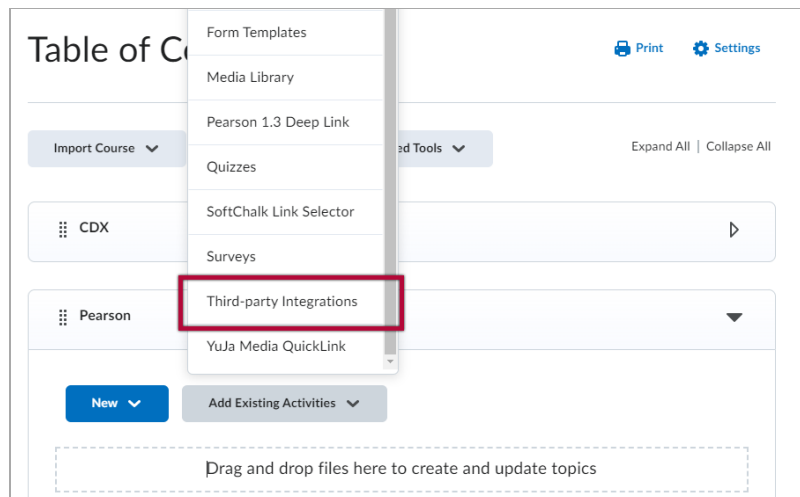 Table of C
Print
Settings
Form Templates
Media Library
Pearson 1.3 Deep Link
Import Course
ed Tools
Expand All | Collapse All
Quizzes
SoftChalk Link Selector
CDX
Surveys
Third-party Integrations
Pearson
YuJa Media QuickLink
New
Add Existing Activities
Drag and drop files here to create and update topics